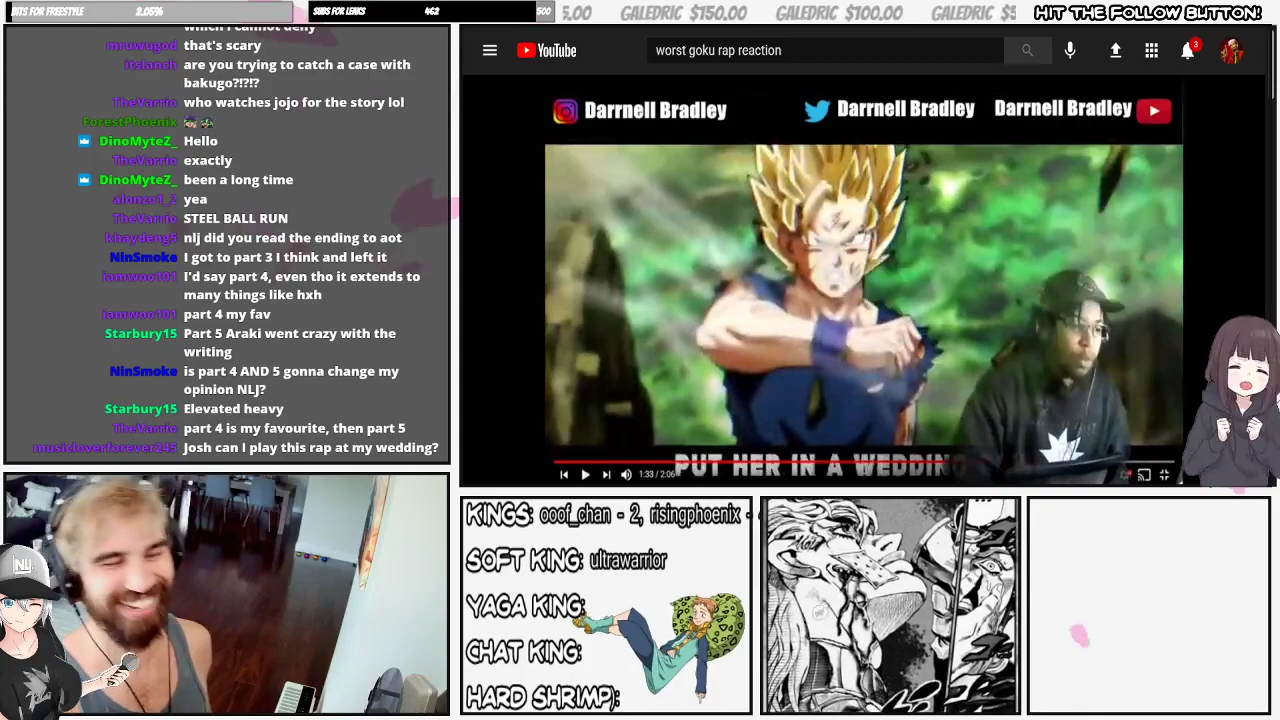 BITS FOR FREESTYLE 2.05%
SUBS FOR LEAKS 462 500
5.00 GALEDRIC $150.00 GALEDRIC $100.00 GALEDRIC $5
HIT THE FOLLOW BUTTON!
which I cannot deny
mruwugod that's scary
itslanch are you trying to catch a case with
bakugo?!?!?
TheVarrio who watches jojo for the story lol
ForestPhoenix
DinoMyteZ_ Hello
TheVarrio exactly
DinoMyteZ_ been a long time
alonzo1_2 yea
TheVarrio STEEL BALL RUN
khaydeng5 nlj did you read the ending to aot
NinSmoke I got to part 3 I think and left it
iamwoo101 I'd say part 4, even tho it extends to
many things like hxh
iamwoo101 part 4 my fav
Starbury15 Part 5 Araki went crazy with the
writing
NinSmoke is part 4 AND 5 gonna change my
opinion NLJ?
Starbury15 Elevated heavy
TheVarrio part 4 is my favourite, then part 5
musicloverforever245 Josh can I play this rap at my wedding?
YouTube
worst goku rap reaction
3
Darrnell Bradley
Darrnell Bradley
Darrnell Bradley
PUT HER IN A WEDDIN
1:33 / 2:06
NLJ
KINGS: ooof_chan - 2, risingphoenix -
SOFT KING: ultrawarrior
YAGA KING:
CHAT KING:
HARD SHRIMP):